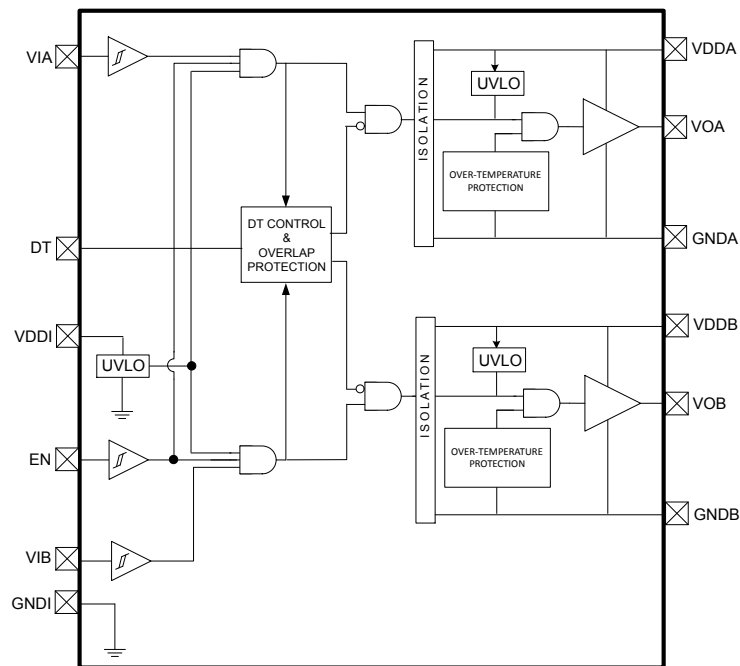 VIA
DT
VDDI
EN
VIB
GNDI
UVLO
DT CONTROL
&
OVERLAP
PROTECTION
ISOLATION
UVLO
OVER-TEMPERATURE
PROTECTION
VDDA
VOA
GNDA
ISOLATION
UVLO
OVER-TEMPERATURE
PROTECTION
VDDB
VOB
GNDB